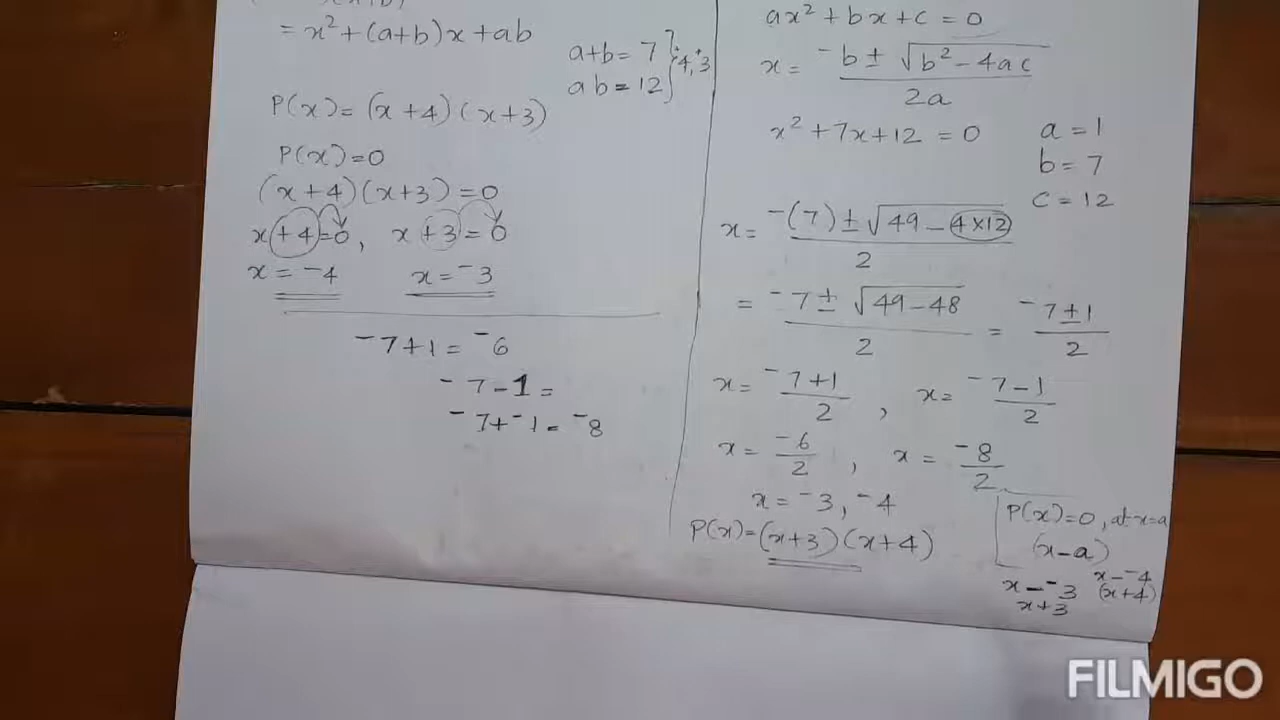 = x² + (a+b)x + ab
a+b = 7
ab = 12 } 4, 3
P(x) = (x+4)(x+3)
P(x) = 0
(x+4)(x+3) = 0
x+4=0, x+3=0
x = ⁻4 x = ⁻3
⁻7+1 = ⁻6
⁻7-1 =
⁻7+⁻1 = ⁻8
ax² + bx + c = 0
x = ⁻b ± √(b² - 4ac) / 2a
x² + 7x + 12 = 0
a = 1
b = 7
c = 12
x = ⁻(7) ± √(49 - 4×12) / 2
= ⁻7 ± √(49-48) / 2 = ⁻7±1 / 2
x = ⁻7+1 / 2 , x = ⁻7-1 / 2
x = ⁻6 / 2 , x = ⁻8 / 2
x = ⁻3, ⁻4
P(x) = (x+3)(x+4)
P(x)=0, at x=a
(x-a)
x-⁻3 x-⁻4
x+3 (x+4)
FILMIGO